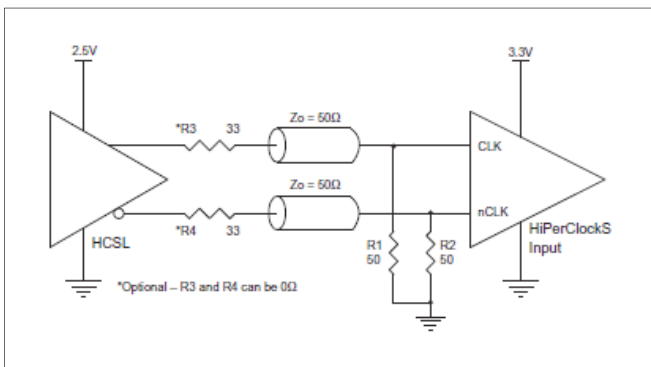 2.5V
3.3V
*R3 33
Zo = 50Ω
CLK
Zo = 50Ω
nCLK
*R4 33
HCSL
R1
50
R2
50
HiPerClockS
Input
*Optional – R3 and R4 can be 0Ω